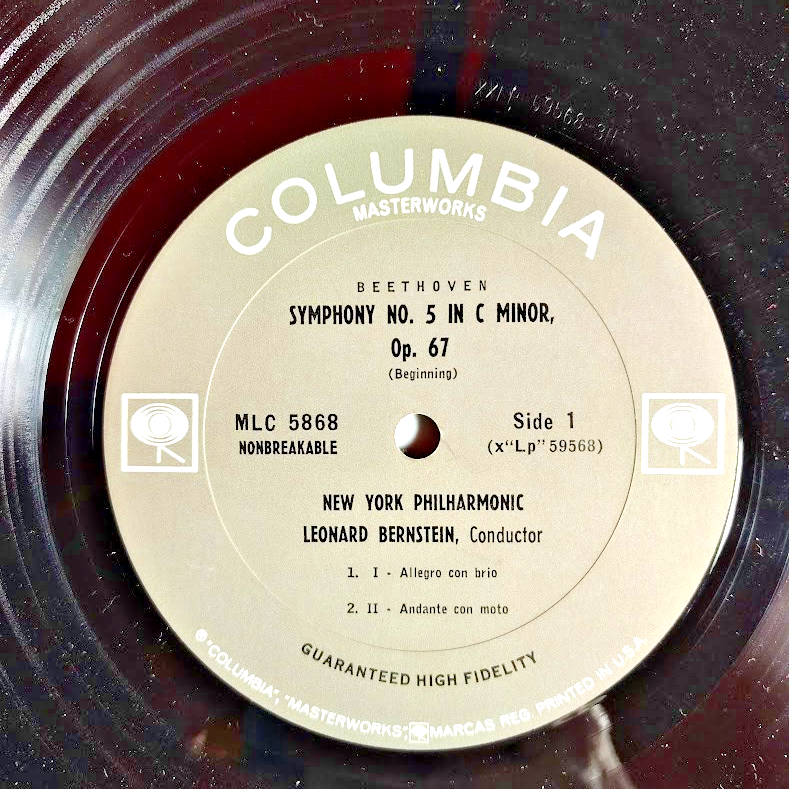 COLUMBIA
MASTERWORKS
BEETHOVEN
SYMPHONY NO. 5 IN C MINOR,
Op. 67
(Beginning)
MLC 5868
NONBREAKABLE
Side 1
(x“Lp” 59568)
NEW YORK PHILHARMONIC
LEONARD BERNSTEIN, Conductor
1. I - Allegro con brio
2. II - Andante con moto
GUARANTEED HIGH FIDELITY
® "COLUMBIA", "MASTERWORKS", MARCAS REG. PRINTED IN U.S.A.